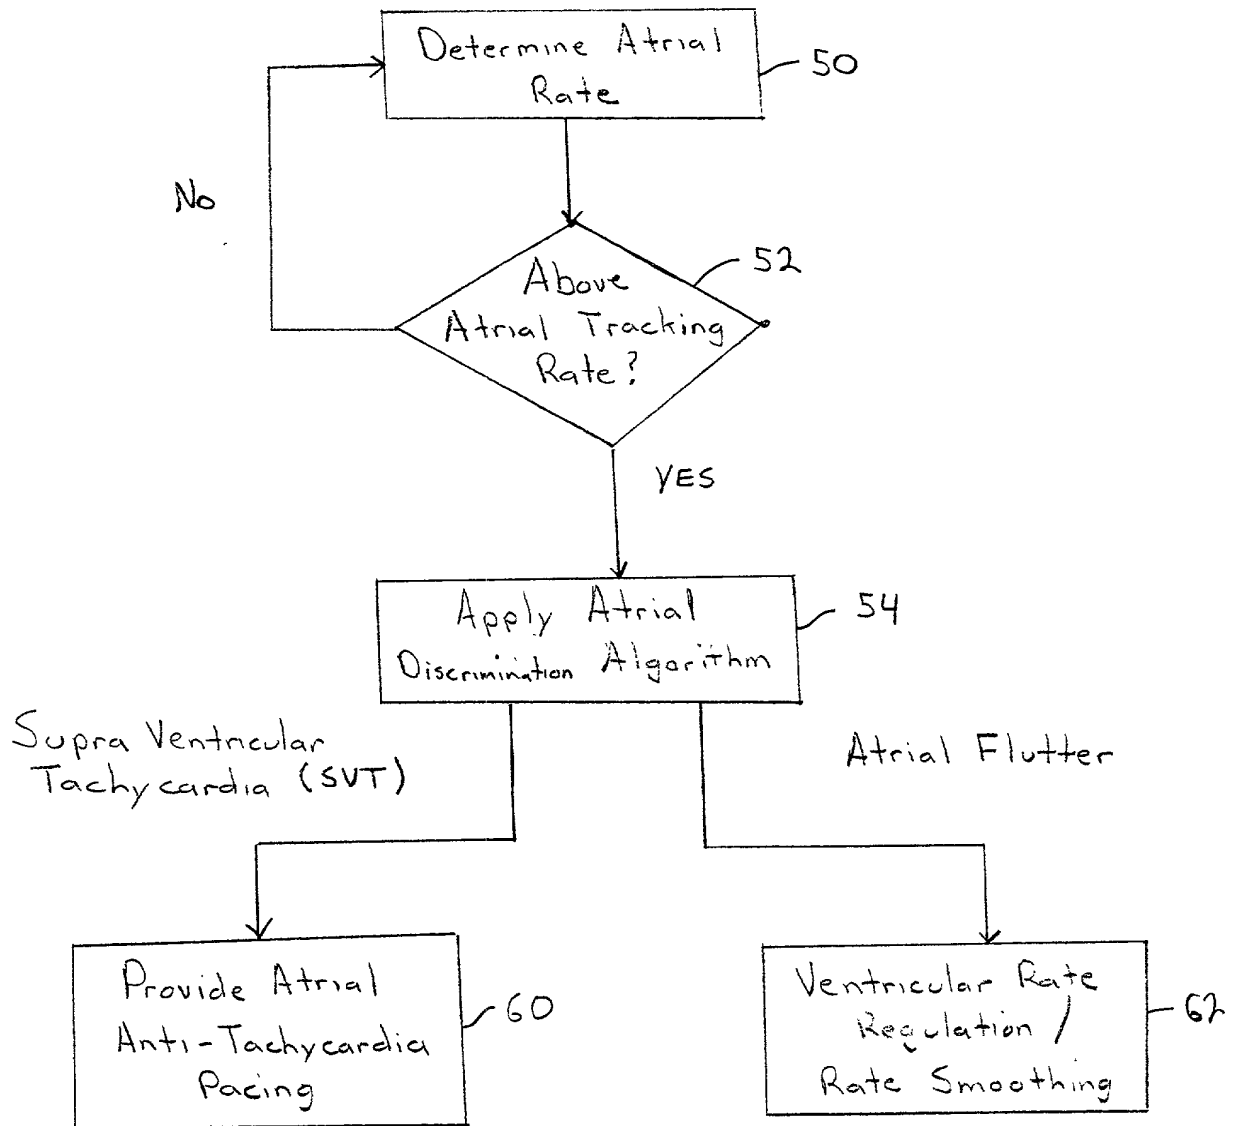 Determine Atrial
Rate
50
No
52
Above
Atrial Tracking
Rate?
YES
54
Apply Atrial
Discrimination Algorithm
Supra Ventricular
Tachycardia (SVT)
Atrial Flutter
Provide Atrial
Anti-Tachycardia
Pacing
60
Ventricular Rate
Regulation /
Rate Smoothing
62